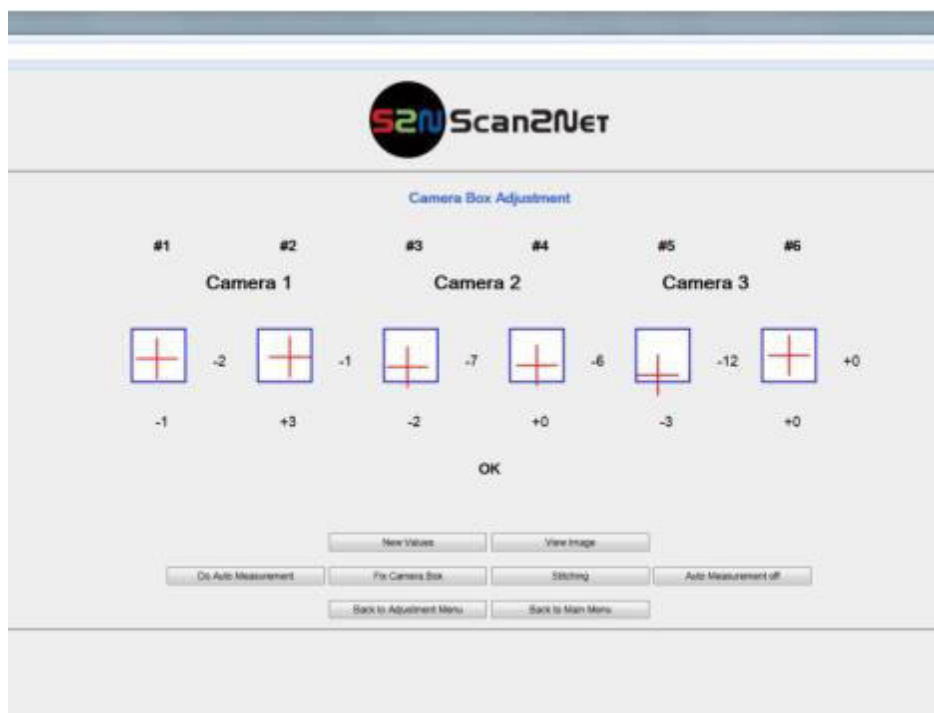 S2N Scan2Net
Camera Box Adjustment
#1 #2 #3 #4 #5 #6
Camera 1 Camera 2 Camera 3
-2 -1 -7 -6 -12 +0
-1 +3 -2 +0 -3 +0
OK
New Values View Image
Do Auto Measurement Fix Camera Box Stitching Auto Measurement off
Back to Adjustment Menu Back to Main Menu